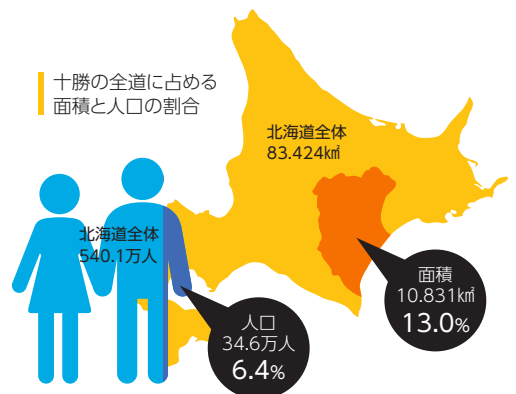 十勝の全道に占める
面積と人口の割合
北海道全体
83.424㎢
北海道全体
540.1万人
面積
10.831㎢
13.0%
人口
34.6万人
6.4%